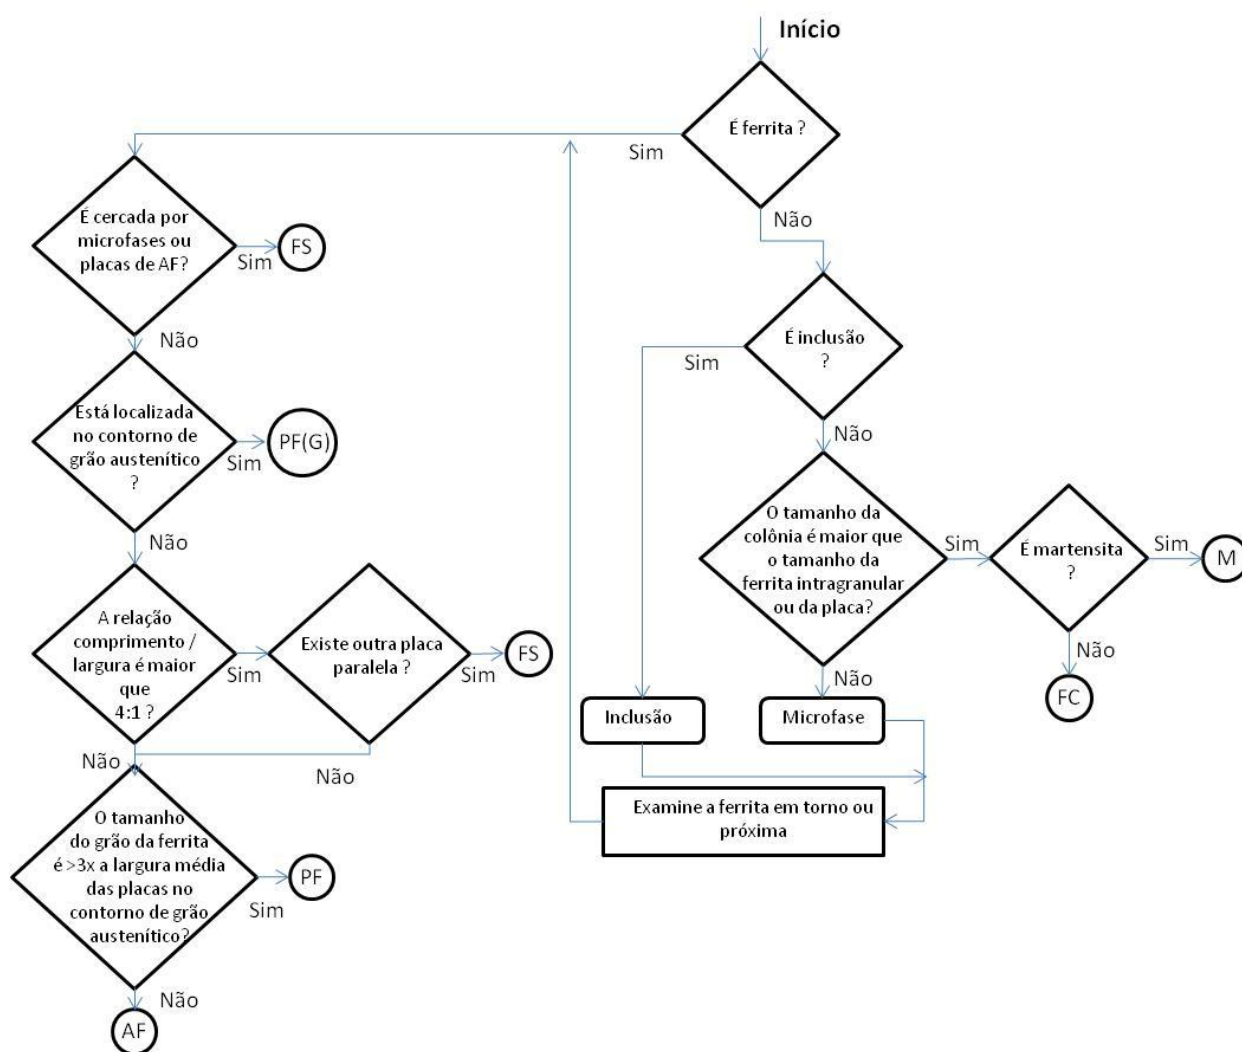 Início
É ferrita ?
Sim
Não
É cercada por
microfases ou
placas de AF?
Sim
FS
Não
É inclusão
?
Sim
Não
Está localizada
no contorno de
grão austenítico
?
Sim
PF(G)
Não
O tamanho da
colônia é maior que
o tamanho da
ferrita intragranular
ou da placa?
Sim
É martensita
?
Sim
M
Não
FC
Não
A relação
comprimento /
largura é maior
que
4:1 ?
Sim
Existe outra placa
paralela ?
Sim
FS
Não
Não
Inclusão
Microfase
Examine a ferrita em torno ou
próxima
O tamanho
do grão da ferrita
é >3x a largura média
das placas no
contorno de grão
austenítico?
Sim
PF
Não
AF